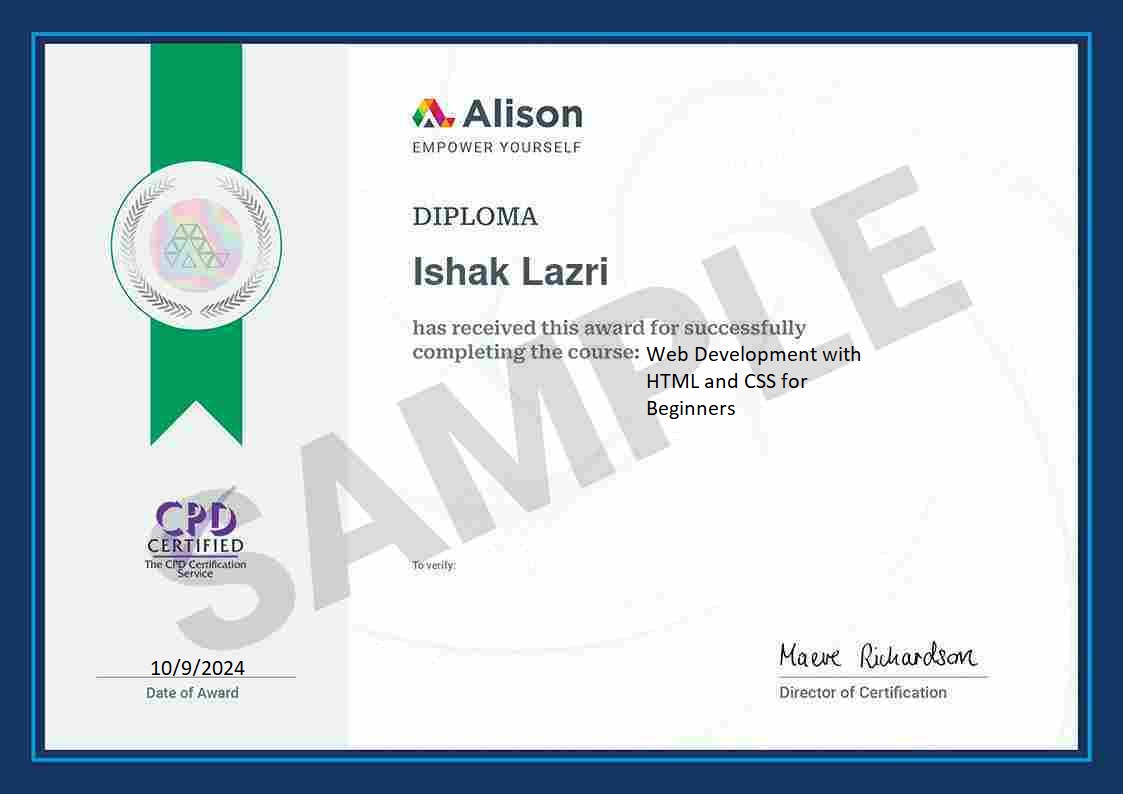 Alison
EMPOWER YOURSELF
DIPLOMA
Ishak Lazri
has received this award for successfully
completing the course: Web Development with
HTML and CSS for
Beginners
SAMPLE
CPD
CERTIFIED
The CPD Certification
Service
To verify:
10/9/2024
Date of Award
Maeve Richardson
Director of Certification